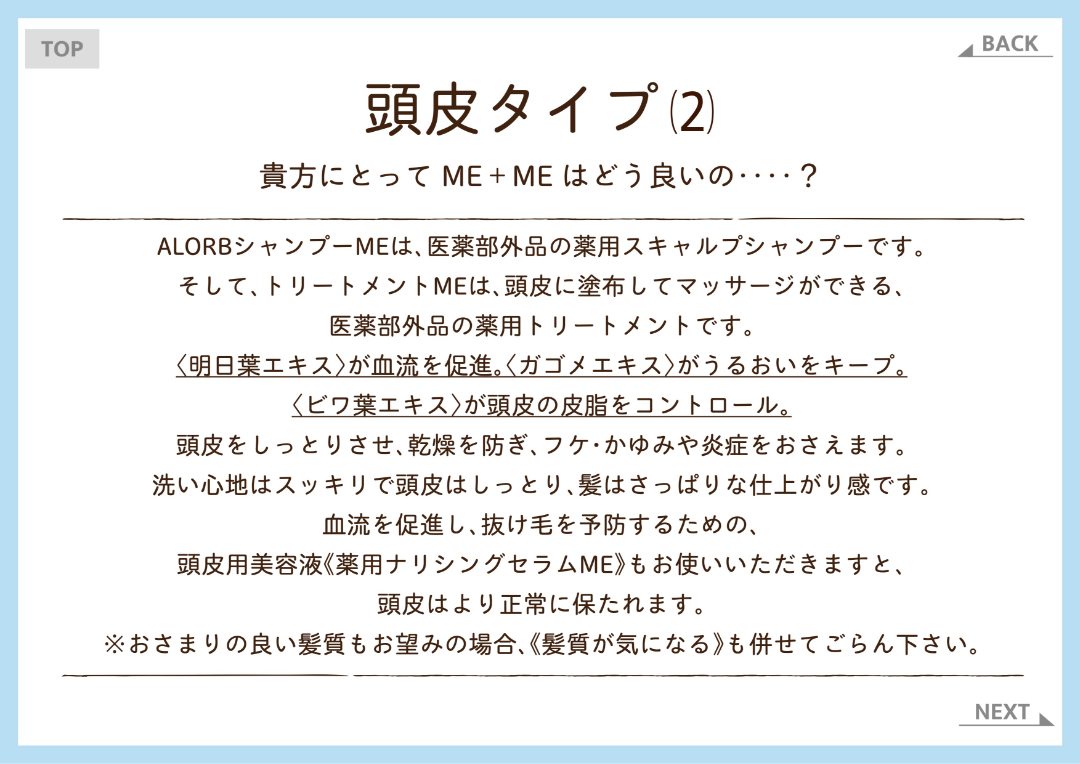 TOP
BACK
頭皮タイプ(2)
貴方にとって ME＋ME はどう良いの‥‥？
ALORBシャンプーMEは、医薬部外品の薬用スキャルプシャンプーです。
そして、トリートメントMEは、頭皮に塗布してマッサージができる、
医薬部外品の薬用トリートメントです。
〈明日葉エキス〉が血流を促進。〈ガゴメエキス〉がうるおいをキープ。
〈ビワ葉エキス〉が頭皮の皮脂をコントロール。
頭皮をしっとりさせ、乾燥を防ぎ、フケ・かゆみや炎症をおさえます。
洗い心地はスッキリで頭皮はしっとり、髪はさっぱりな仕上がり感です。
血流を促進し、抜け毛を予防するための、
頭皮用美容液《薬用ナリシングセラムME》もお使いいただきますと、
頭皮はより正常に保たれます。
※おさまりの良い髪質もお望みの場合、《髪質が気になる》も併せてごらん下さい。
NEXT